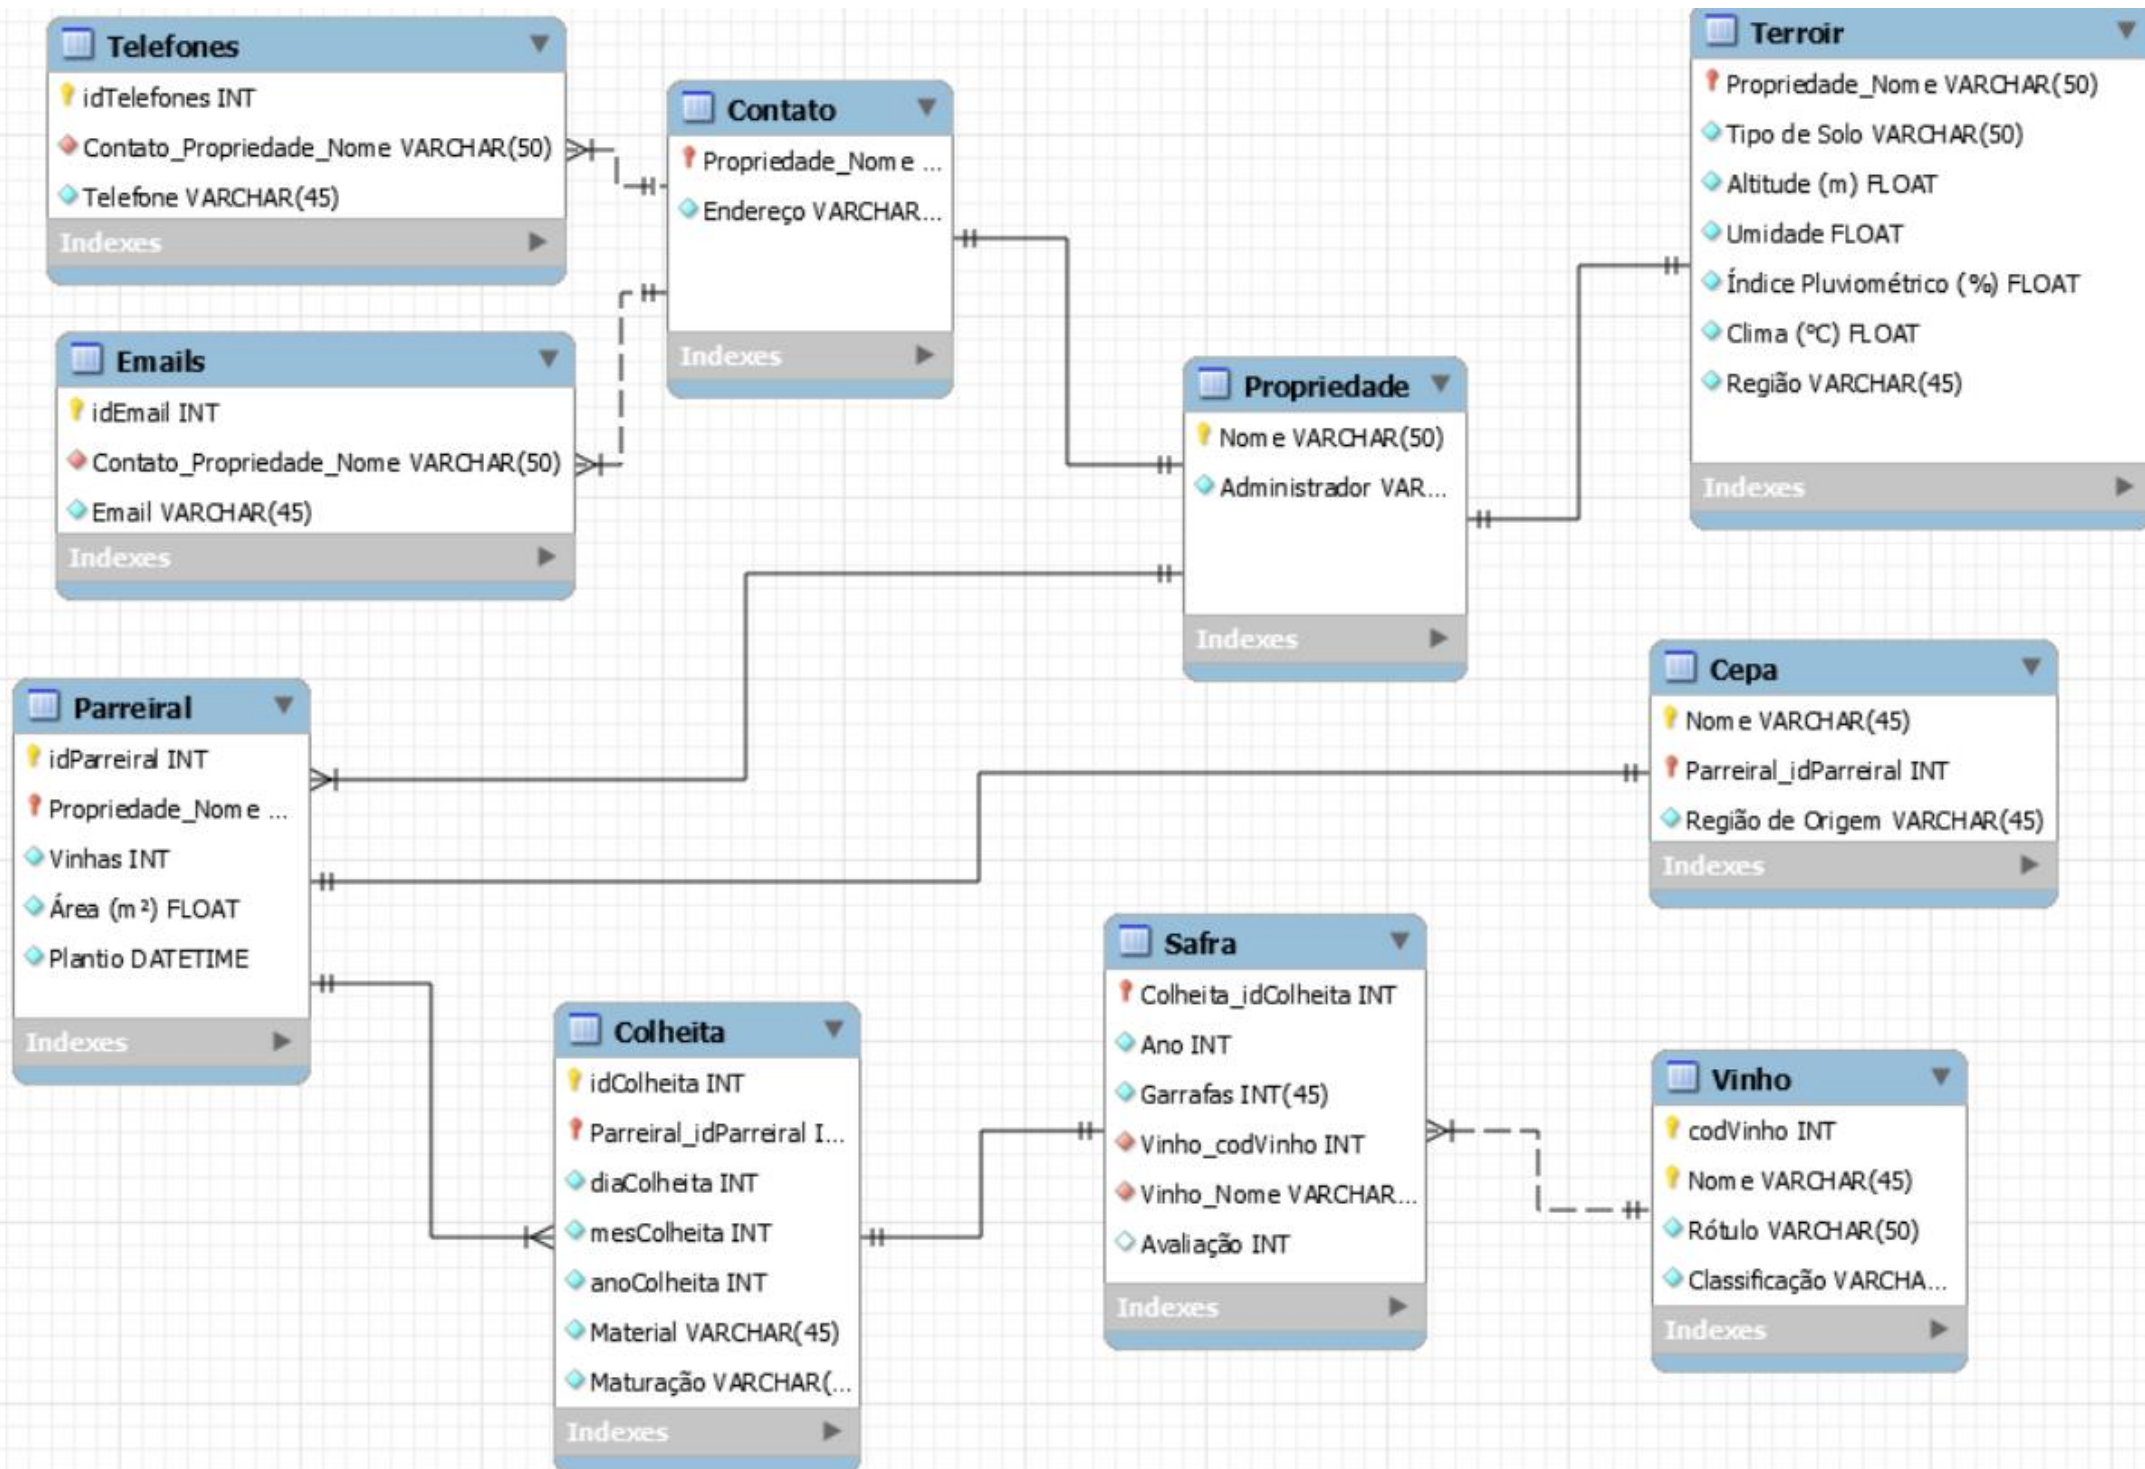 Telefones
idTelefones INT
Contato_Propriedade_Nome VARCHAR(50)
Telefone VARCHAR(45)
Indexes
Contato
Propriedade_Nome ...
Endereço VARCHAR...
Indexes
Terroir
Propriedade_Nome VARCHAR(50)
Tipo de Solo VARCHAR(50)
Altitude (m) FLOAT
Umidade FLOAT
Índice Pluviométrico (%) FLOAT
Clima (°C) FLOAT
Região VARCHAR(45)
Indexes
Emails
idEmail INT
Contato_Propriedade_Nome VARCHAR(50)
Email VARCHAR(45)
Indexes
Propriedade
Nome VARCHAR(50)
Administrador VAR...
Indexes
Parreiral
idParreiral INT
Propriedade_Nome ...
Vinhas INT
Área (m²) FLOAT
Plantio DATETIME
Indexes
Cepa
Nome VARCHAR(45)
Parreiral_idParreiral INT
Região de Origem VARCHAR(45)
Indexes
Colheita
idColheita INT
Parreiral_idParreiral I...
diaColheita INT
mesColheita INT
anoColheita INT
Material VARCHAR(45)
Maturação VARCHAR(...
Indexes
Safra
Colheita_idColheita INT
Ano INT
Garrafas INT(45)
Vinho_codVinho INT
Vinho_Nome VARCHAR...
Avaliação INT
Indexes
Vinho
codVinho INT
Nome VARCHAR(45)
Rótulo VARCHAR(50)
Classificação VARCHA...
Indexes